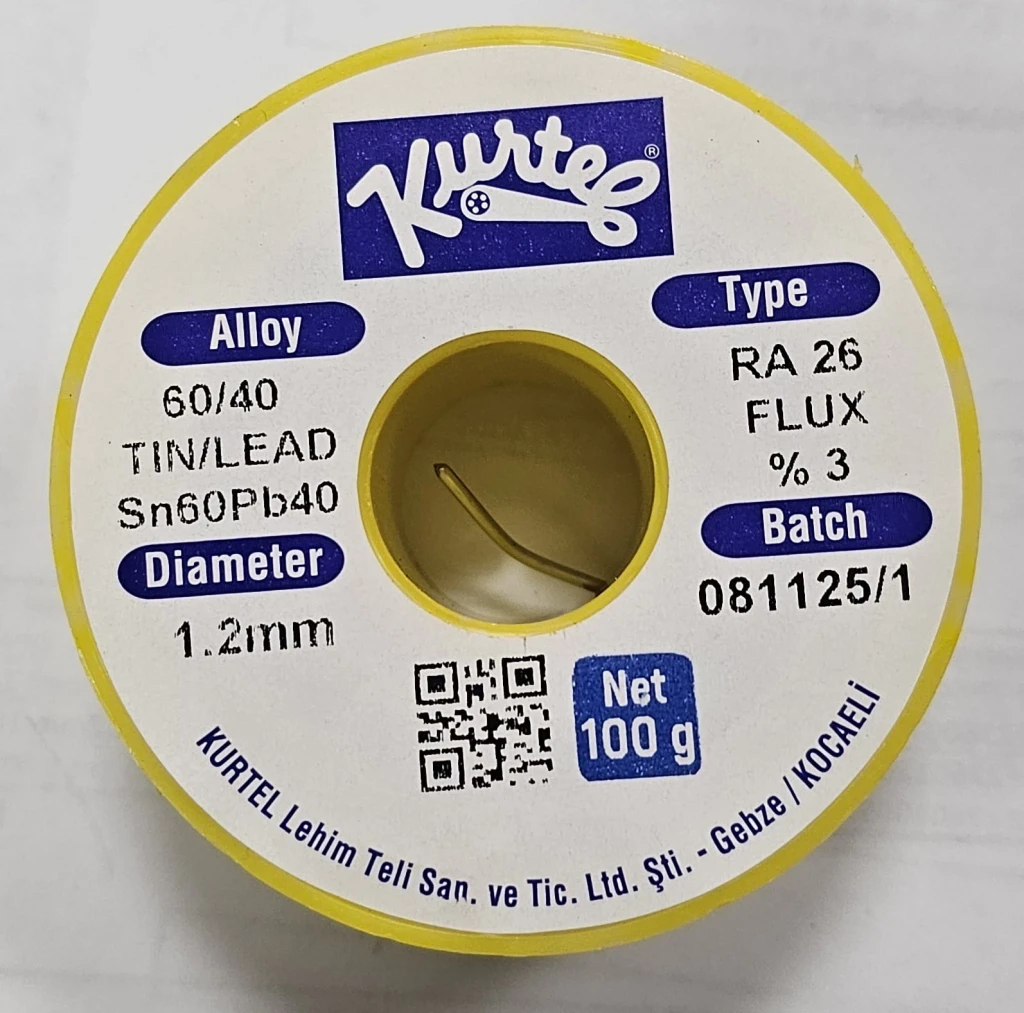 Kurtel®
Alloy
60/40
TIN/LEAD
Sn60Pb40
Diameter
1.2mm
Type
RA 26
FLUX
% 3
Batch
081125/1
Net
100 g
KURTEL Lehim Teli San. ve Tic. Ltd. Şti. - Gebze / KOCAELİ